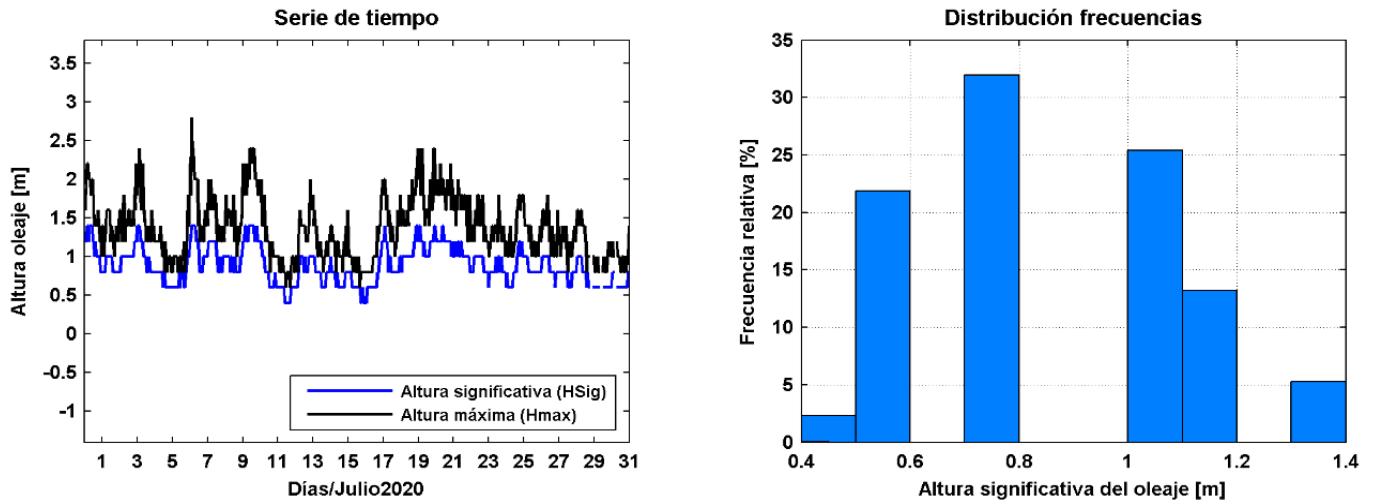 Serie de tiempo
Altura oleaje [m]
3.5
3
2.5
2
1.5
1
0.5
0
-0.5
-1
Altura significativa (HSig)
Altura máxima (Hmax)
1 3 5 7 9 11 13 15 17 19 21 23 25 27 29 31
Días/Julio2020
Distribución frecuencias
Frecuencia relativa [%]
35
30
25
20
15
10
5
0
0.4 0.6 0.8 1 1.2 1.4
Altura significativa del oleaje [m]